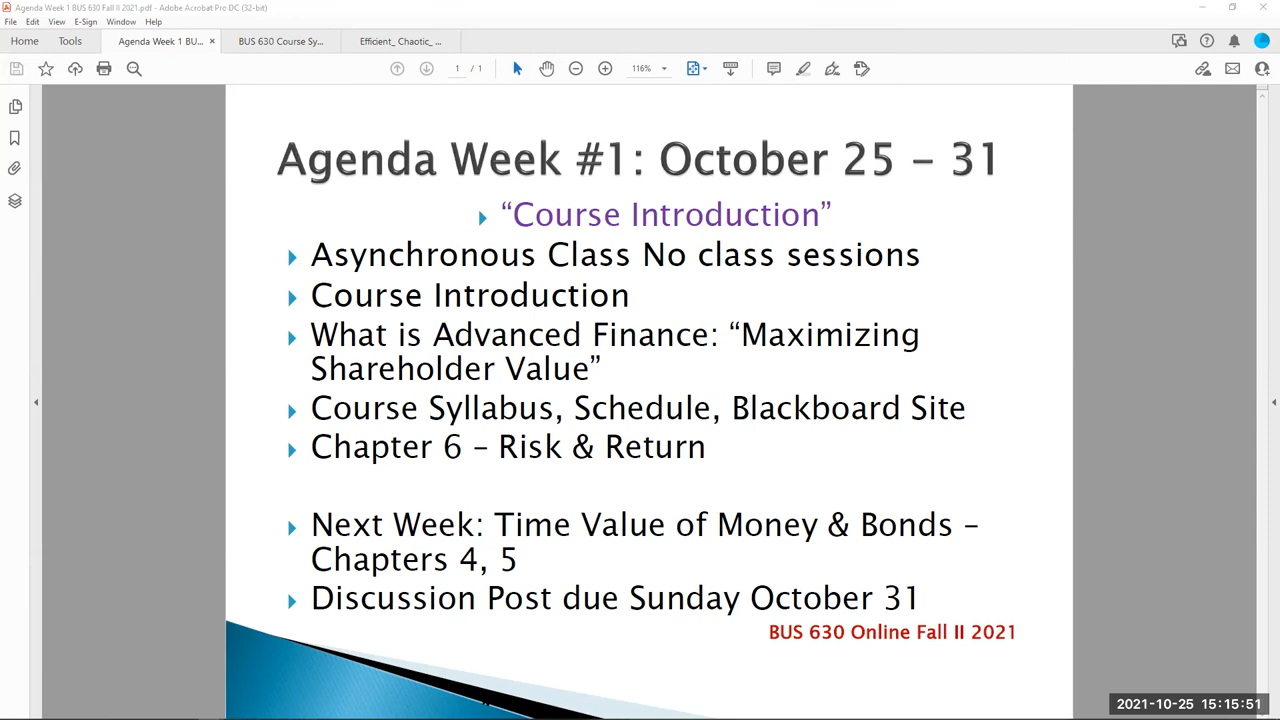 Agenda Week 1 BUS 630 Fall II 2021.pdf - Adobe Acrobat Pro DC (32-bit)
File Edit View E-Sign Window Help
Home Tools Agenda Week 1 BU... × BUS 630 Course Sy... Efficient_ Chaotic_ ...
1 / 1 116%
Agenda Week #1: October 25 – 31
“Course Introduction”
Asynchronous Class No class sessions
Course Introduction
What is Advanced Finance: “Maximizing
Shareholder Value”
Course Syllabus, Schedule, Blackboard Site
Chapter 6 – Risk & Return
Next Week: Time Value of Money & Bonds –
Chapters 4, 5
Discussion Post due Sunday October 31
BUS 630 Online Fall II 2021
2021-10-25 15:15:51